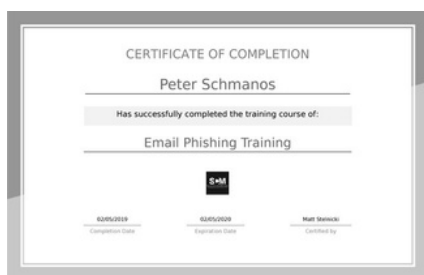 CERTIFICATE OF COMPLETION
Peter Schmanos
Has successfully completed the training course of:
Email Phishing Training
S•M
02/05/2019 02/05/2020 Matt Stelnicki
Completion Date Expiration Date Certified by